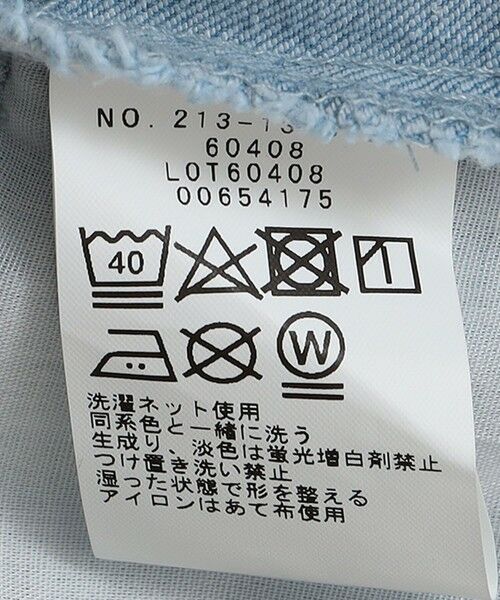 NO. 213-13
60408
LOT60408
00654175
40
W
洗濯ネット使用
同系色と一緒に洗う
生成り、淡色は蛍光増白剤禁止
つけ置き洗い禁止
湿った状態で形を整える
アイロンはあて布使用